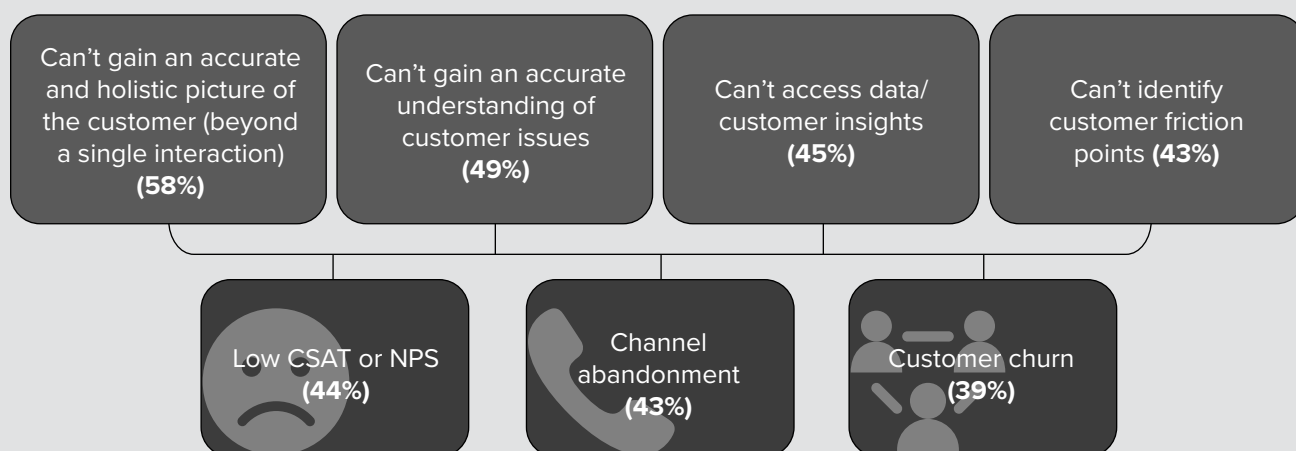 Can’t gain an accurate
and holistic picture of
the customer (beyond
a single interaction)
(58%)
Can’t gain an accurate
understanding of
customer issues
(49%)
Can’t access data/
customer insights
(45%)
Can’t identify
customer friction
points (43%)
Low CSAT or NPS
(44%)
Channel
abandonment
(43%)
Customer churn
(39%)